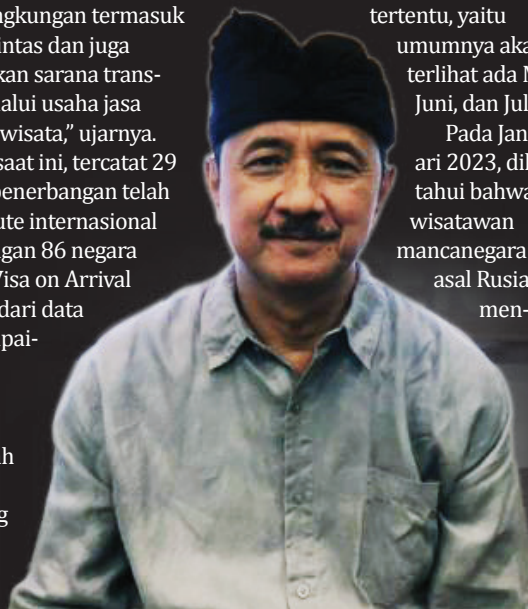 ngkungan termasuk
intas dan juga
kan sarana trans-
alui usaha jasa
wisata,” ujarnya.
saat ini, tercatat 29
penerbangan telah
ute internasional
ngan 86 negara
Visa on Arrival
dari data
pai-
h
g
tertentu, yaitu
umumnya aka
terlihat ada M
Juni, dan Jul
Pada Jan
ari 2023, dik
tahui bahwa
wisatawan
mancanegara
asal Rusia
men-